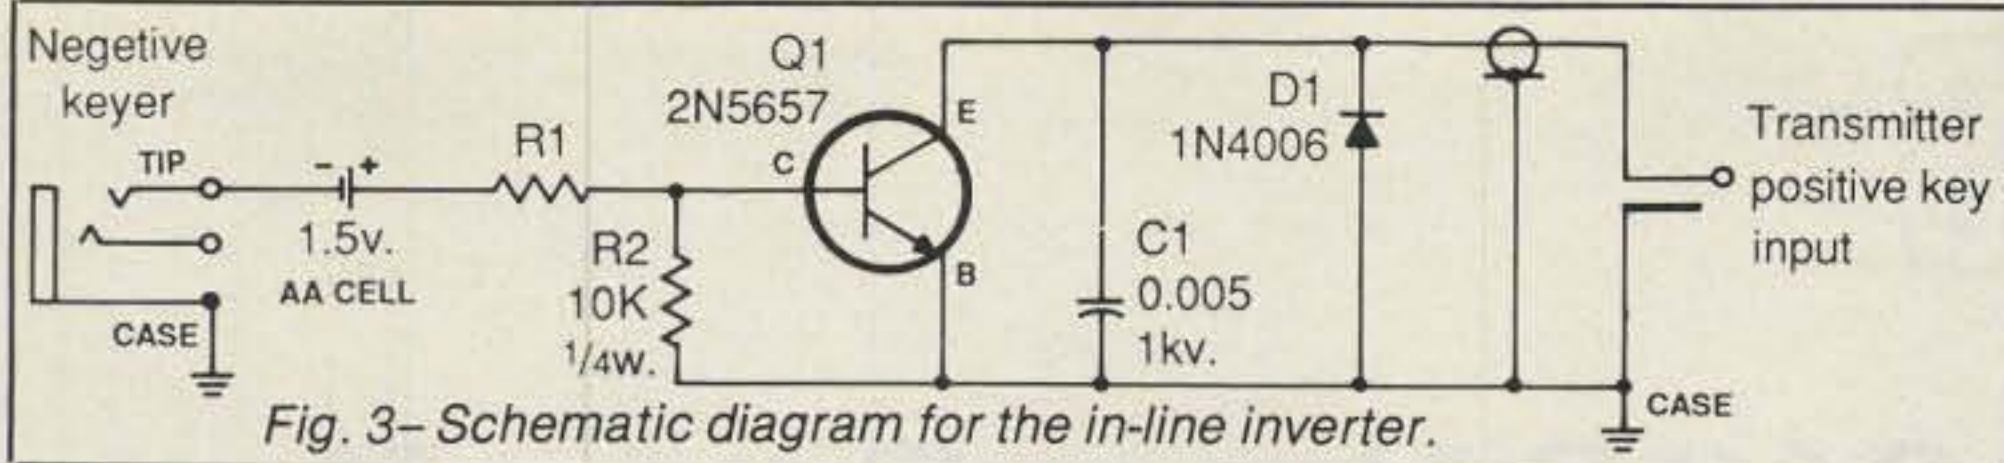 Negetive
keyer
TIP
CASE
- +
1.5v.
AA CELL
R1
R2
10K
1/4w.
Q1
2N5657
C
E
B
C1
0.005
1kv.
D1
1N4006
Transmitter
positive key
input
CASE
Fig. 3– Schematic diagram for the in-line inverter.